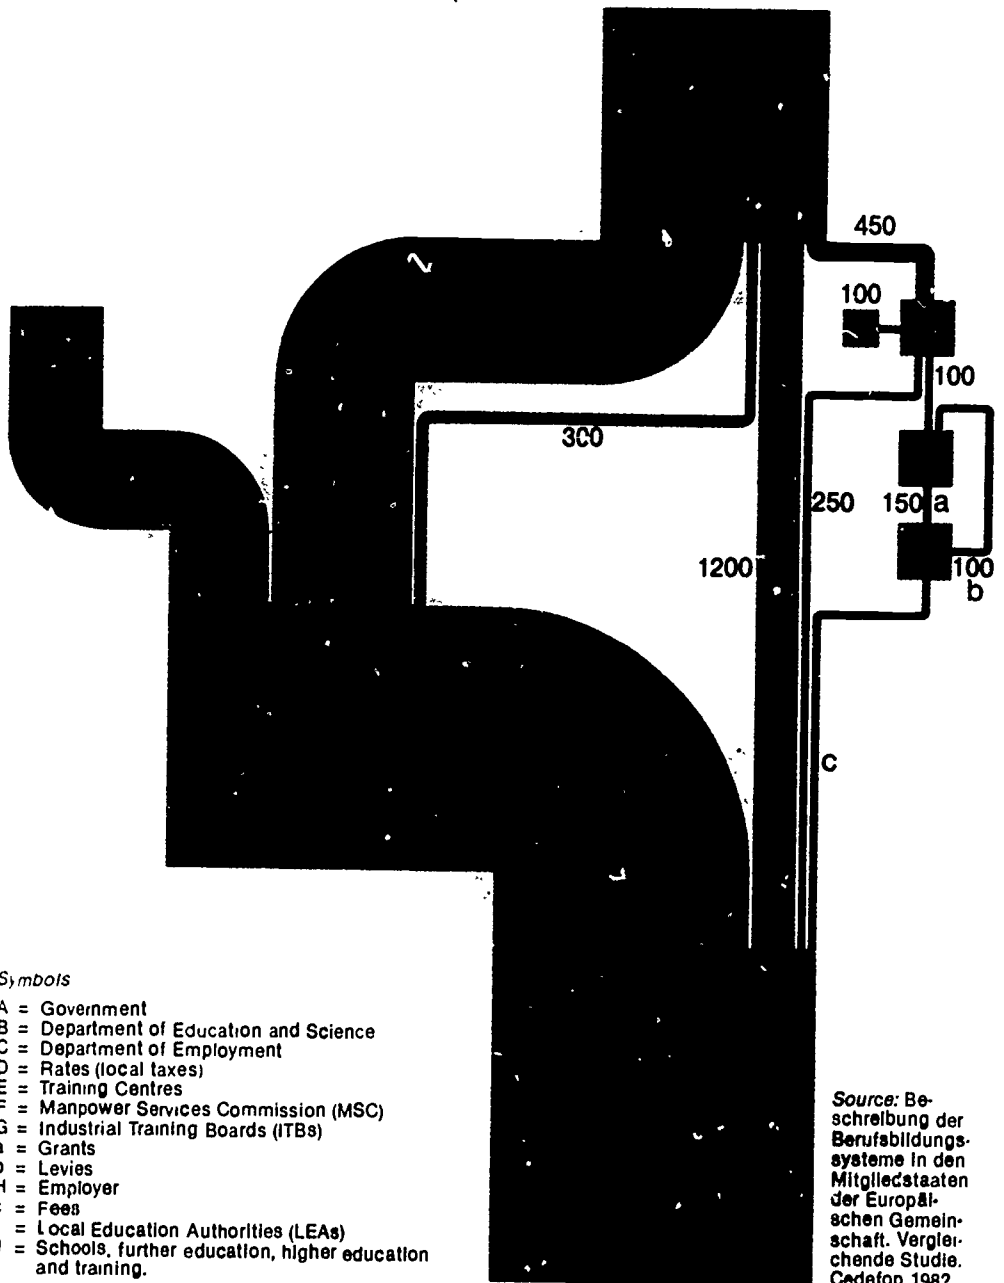 450
100
100
300
250
150 a
1200
100
b
c
Symbols
A = Government
B = Department of Education and Science
C = Department of Employment
D = Rates (local taxes)
E = Training Centres
F = Manpower Services Commission (MSC)
G = Industrial Training Boards (ITBs)
a = Grants
b = Levies
H = Employer
c = Fees
= Local Education Authorities (LEAs)
= Schools, further education, higher education
and training.
Source: Be-
schreibung der
Berufsbildungs-
systeme in den
Mitgliedstaaten
der Europäi-
schen Gemein-
schaft. Verglei-
chende Studie.
Cedefop 1982